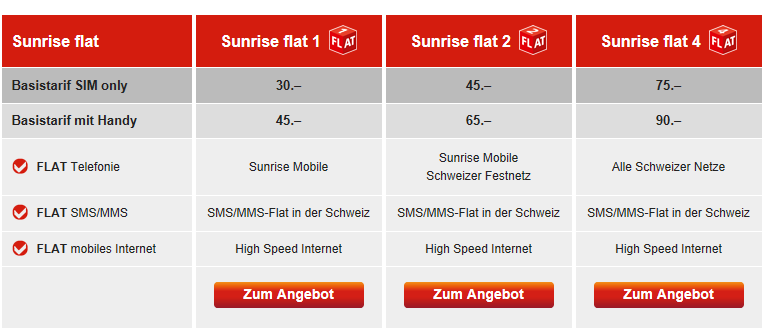 Sunrise flat
Sunrise flat 1 FLAT
Sunrise flat 2 FLAT
Sunrise flat 4 FLAT
Basistarif SIM only 30.– 45.– 75.–
Basistarif mit Handy 45.– 65.– 90.–
FLAT Telefonie
Sunrise Mobile
Sunrise Mobile
Schweizer Festnetz
Alle Schweizer Netze
FLAT SMS/MMS SMS/MMS-Flat in der Schweiz SMS/MMS-Flat in der Schweiz SMS/MMS-Flat in der Schweiz
FLAT mobiles Internet High Speed Internet High Speed Internet High Speed Internet
Zum Angebot Zum Angebot Zum Angebot